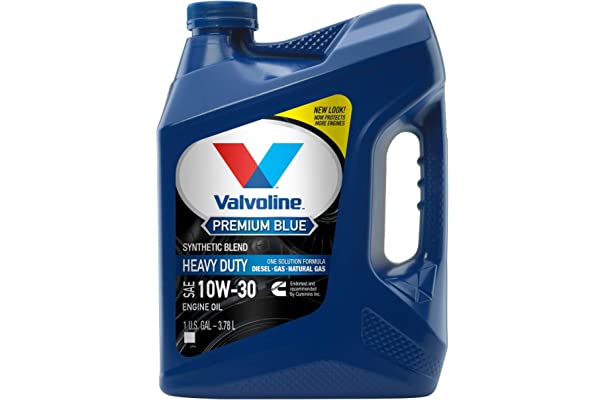 NEW LOOK!
NOW PROTECTS
MORE ENGINES
Valvoline™
PREMIUM BLUE
SYNTHETIC BLEND
HEAVY DUTY
ONE SOLUTION FORMULA
DIESEL•GAS•NATURAL GAS
SAE 10W-30
Endorsed and
recommended
by Cummins Inc.
ENGINE OIL
1 U.S. GAL – 3.78 L